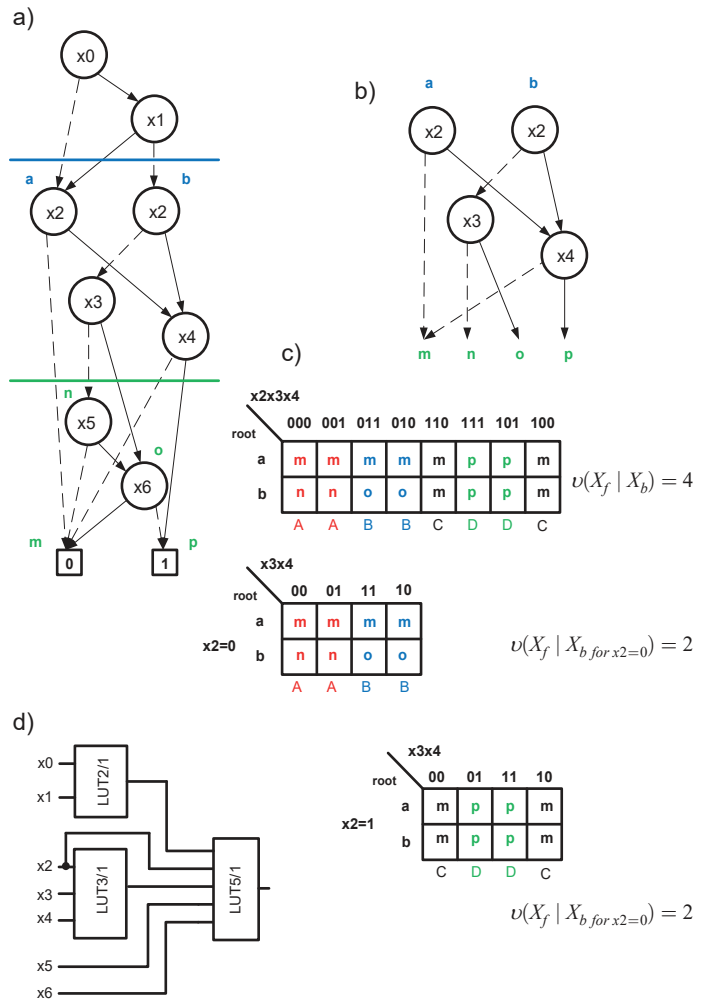 a)
x0
x1
a
b
x2
x2
x3
x4
n
x5
o
x6
m
p
0
1
b)
a
b
x2
x2
x3
x4
m n o p
c)
x2x3x4
root
000 001 011 010 110 111 101 100
a m m m m m p p m
b n n o o m p p m
A A B B C D D C
υ(X_f | X_b) = 4
x3x4
root
00 01 11 10
x2=0
a m m m m
b n n o o
A A B B
υ(X_f | X_b for x2=0) = 2
d)
x0
x1
LUT2/1
x2
x3
x4
LUT3/1
LUT5/1
x5
x6
x3x4
root
00 01 11 10
x2=1
a m p p m
b m p p m
C D D C
υ(X_f | X_b for x2=0) = 2